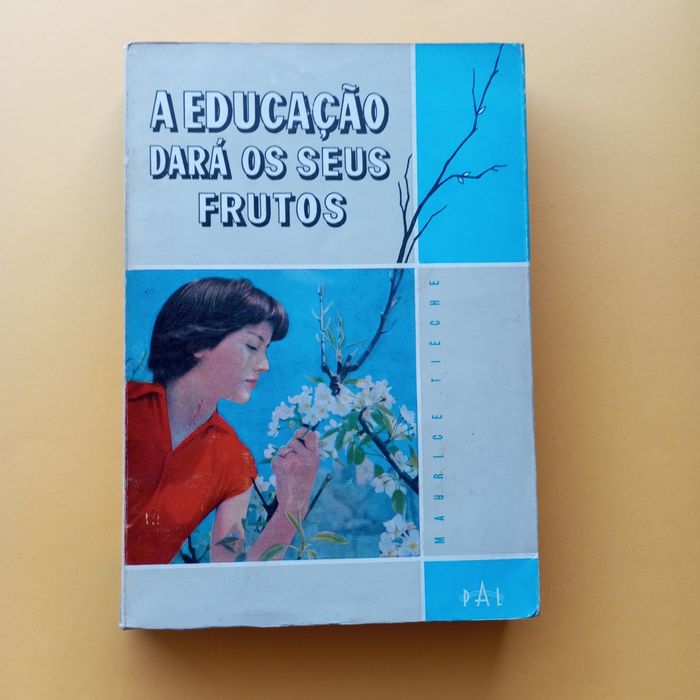 A EDUCAÇÃO
DARÁ OS SEUS
FRUTOS
MAURICE TIÈCHE
PAL